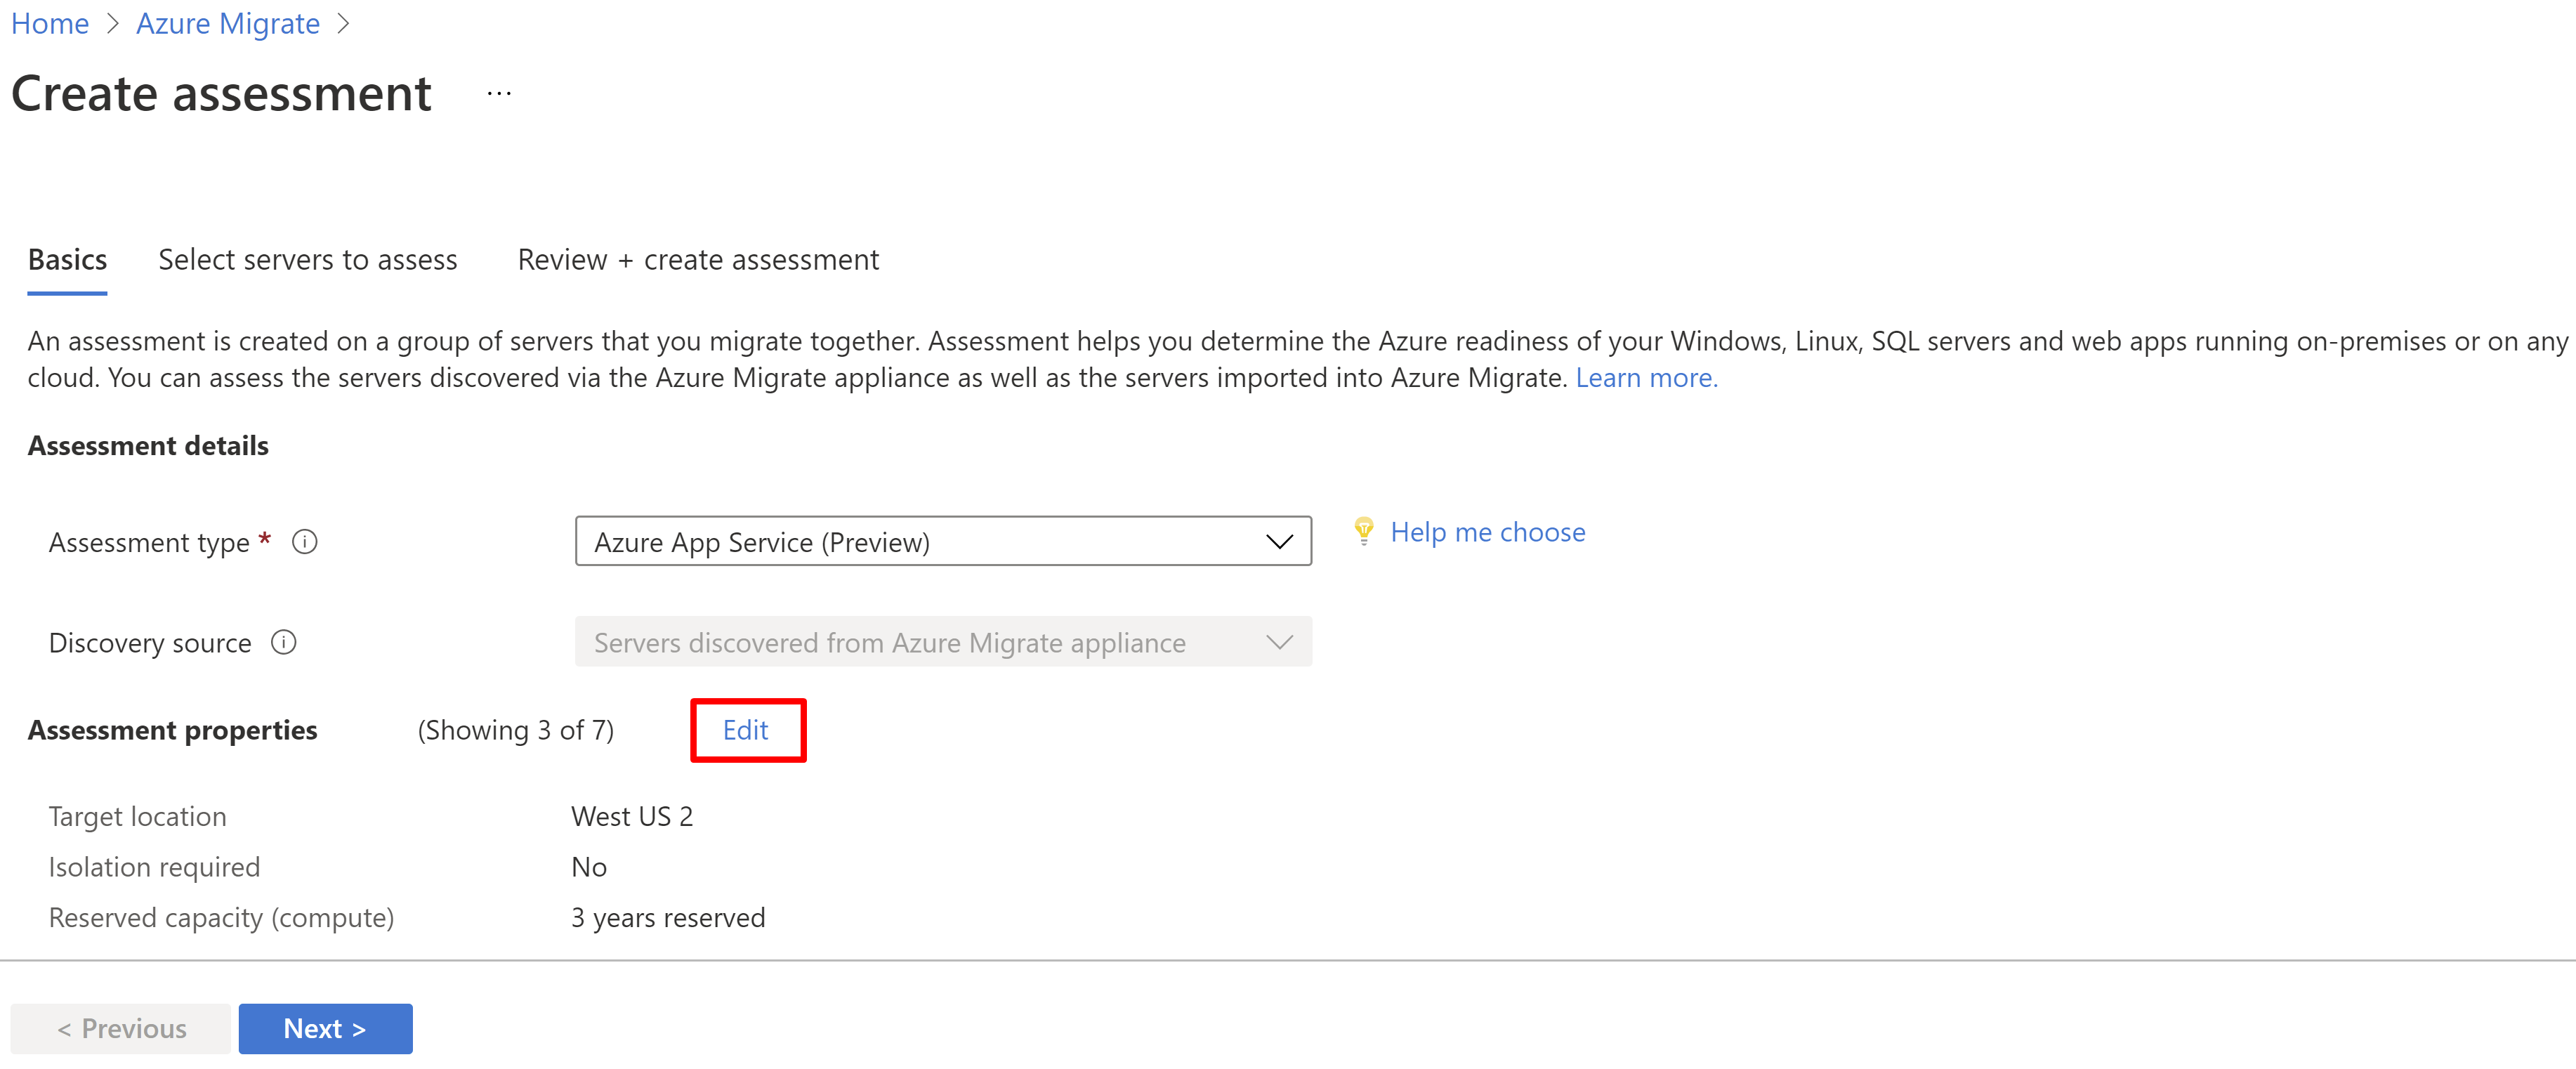 Home > Azure Migrate >
Create assessment ...
Basics Select servers to assess Review + create assessment
An assessment is created on a group of servers that you migrate together. Assessment helps you determine the Azure readiness of your Windows, Linux, SQL servers and web apps running on-premises or on any
cloud. You can assess the servers discovered via the Azure Migrate appliance as well as the servers imported into Azure Migrate. Learn more.
Assessment details
Assessment type * Azure App Service (Preview) Help me choose
Discovery source Servers discovered from Azure Migrate appliance
Assessment properties (Showing 3 of 7) Edit
Target location West US 2
Isolation required No
Reserved capacity (compute) 3 years reserved
< Previous Next >